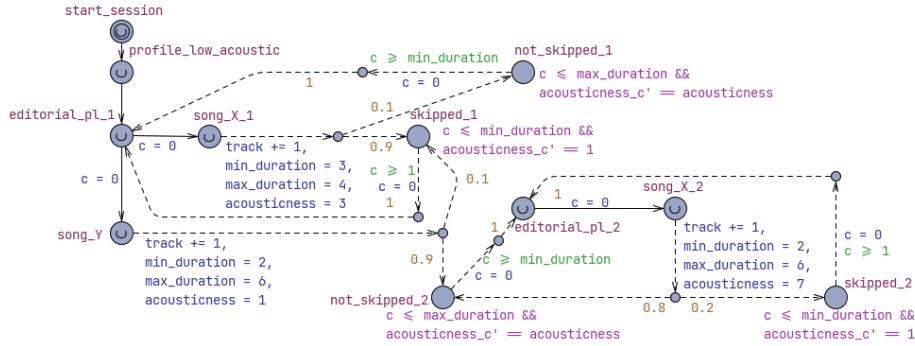 start_session
profile_low_acoustic
c ⩾ min_duration
not_skipped_1
1
c = 0
c ⩽ max_duration &&
acousticness_c' == acousticness
editorial_pl_1
song_X_1
0.1
skipped_1
c = 0
0.9
c ⩽ min_duration &&
acousticness_c' == 1
track += 1,
min_duration = 3,
max_duration = 4,
acousticness = 3
c ⩾ 1
c = 0
1
c = 0
0.1
song_X_2
1
c = 0
song_Y
track += 1,
min_duration = 2,
max_duration = 6,
acousticness = 1
0.9
1
editorial_pl_2
c ⩾ min_duration
c = 0
track += 1,
min_duration = 2,
max_duration = 6,
acousticness = 7
c = 0
c ⩾ 1
not_skipped_2
0.8
0.2
skipped_2
c ⩽ max_duration &&
acousticness_c' == acousticness
c ⩽ min_duration &&
acousticness_c' == 1